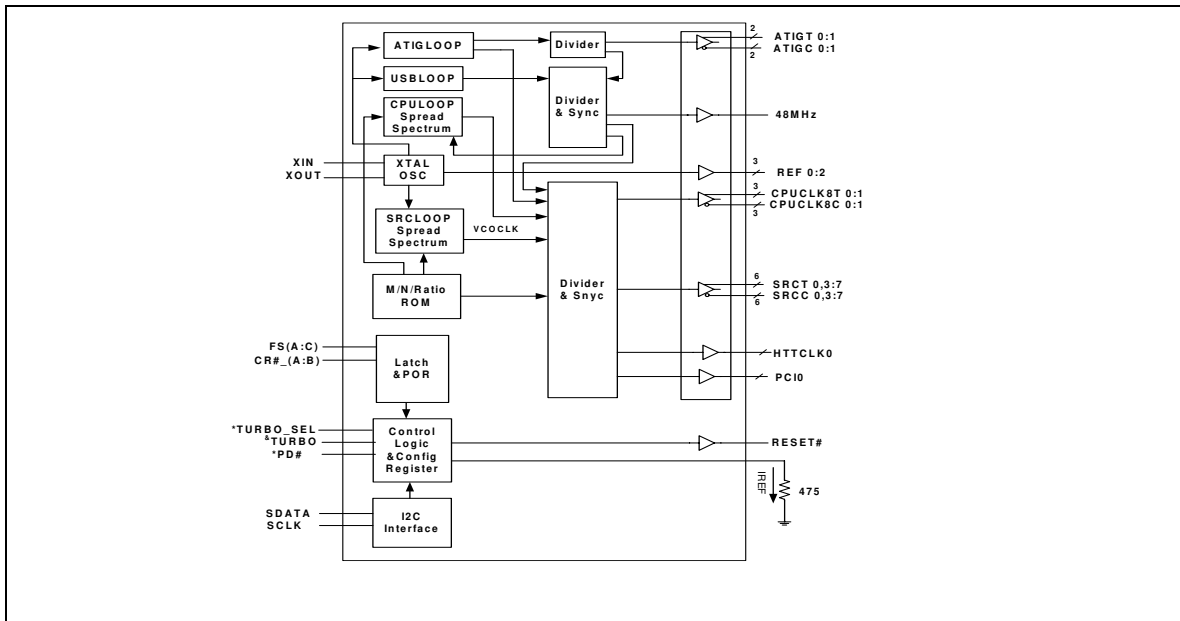 ATIGLOOP
Divider
2
ATIGT 0:1
ATIGC 0:1
2
USBLOOP
Divider
& Sync
CPULOOP
Spread
Spectrum
48MHz
XIN
XOUT
XTAL
OSC
3
REF 0:2
3
CPUCLK8T 0:1
CPUCLK8C 0:1
3
SRCLOOP
Spread
Spectrum
VCOCLK
Divider
& Snyc
M/N/Ratio
ROM
6
SRCT 0,3:7
SRCC 0,3:7
6
FS(A:C)
CR#_(A:B)
Latch
&POR
HTTCLK0
PCI0
*TURBO_SEL
&TURBO
*PD#
Control
Logic
&Config
Register
RESET#
IREF
475
SDATA
SCLK
I2C
Interface